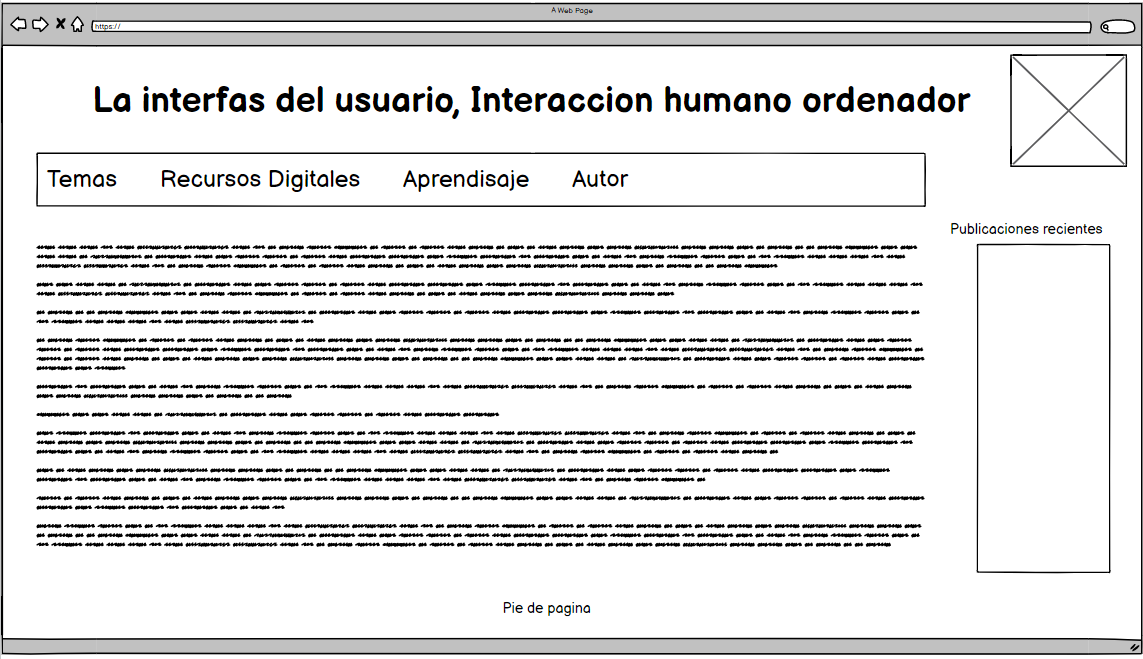 A Web Page
https://
La interfas del usuario, Interaccion humano ordenador
Temas Recursos Digitales Aprendisaje Autor
Publicaciones recientes
Pie de pagina